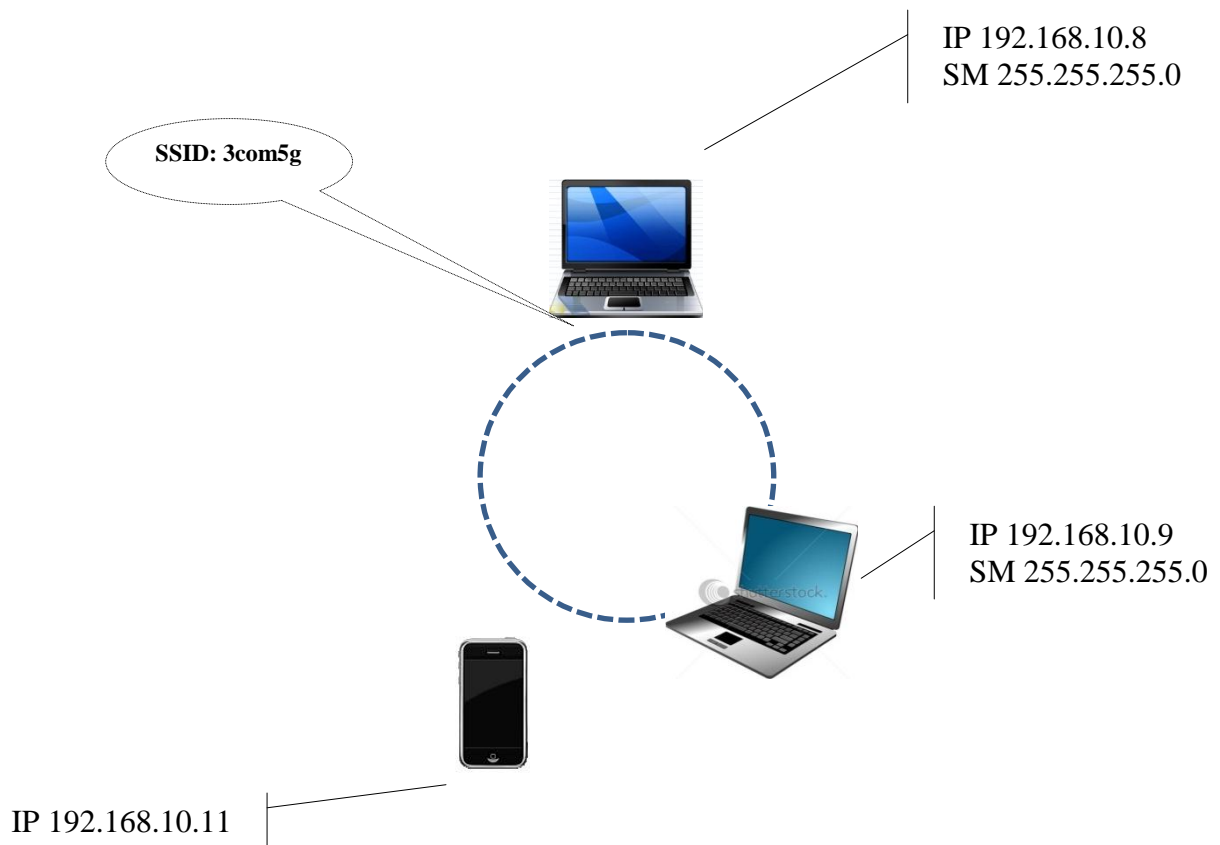 IP 192.168.10.8
SM 255.255.255.0
SSID: 3com5g
IP 192.168.10.9
SM 255.255.255.0
shutterstock.
IP 192.168.10.11